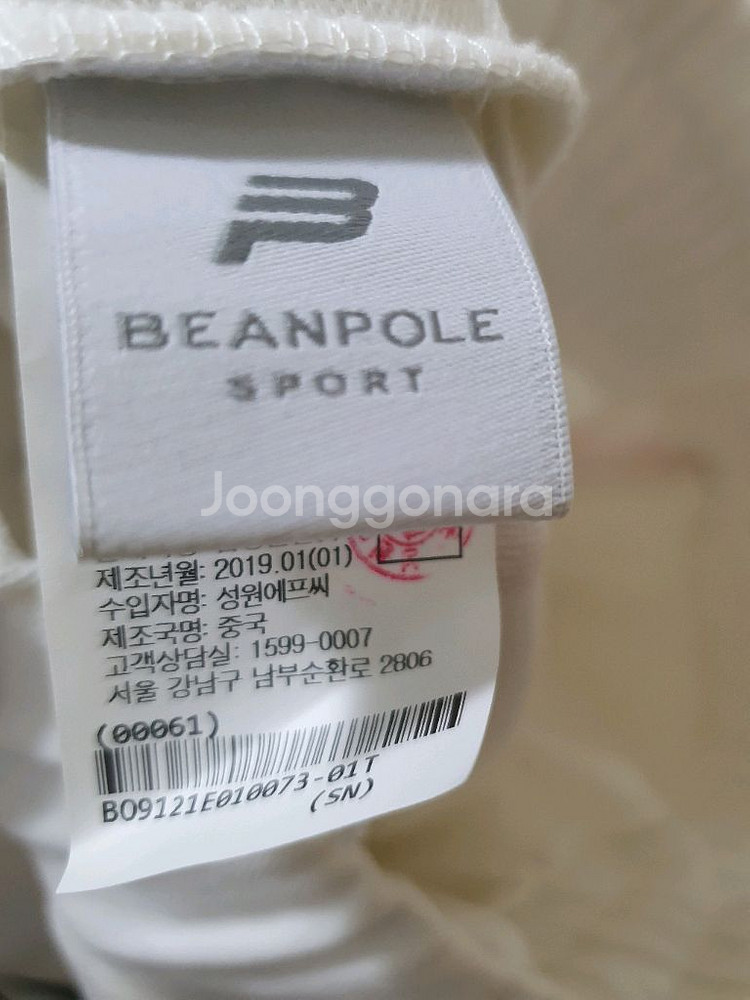 BEANPOLE
SPORT
Joonggonara
제조년월: 2019.01(01)
수입자명: 성원에프씨
제조국명: 중국
고객상담실: 1599-0007
서울 강남구 남부순환로 2806
(00061)
BO9121E010073-01T
(SN)